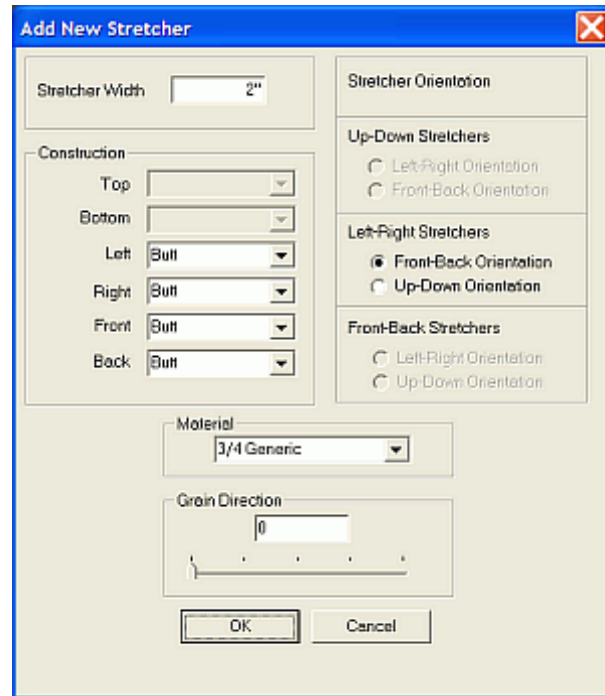 Add New Stretcher
Stretcher Width 2"
Construction
Top
Bottom
Left Butt
Right Butt
Front Butt
Back Butt
Stretcher Orientation
Up-Down Stretchers
Left-Right Orientation
Front-Back Orientation
Left-Right Stretchers
Front-Back Orientation
Up-Down Orientation
Front-Back Stretchers
Left-Right Orientation
Up-Down Orientation
Material
3/4 Generic
Grain Direction
0
OK Cancel